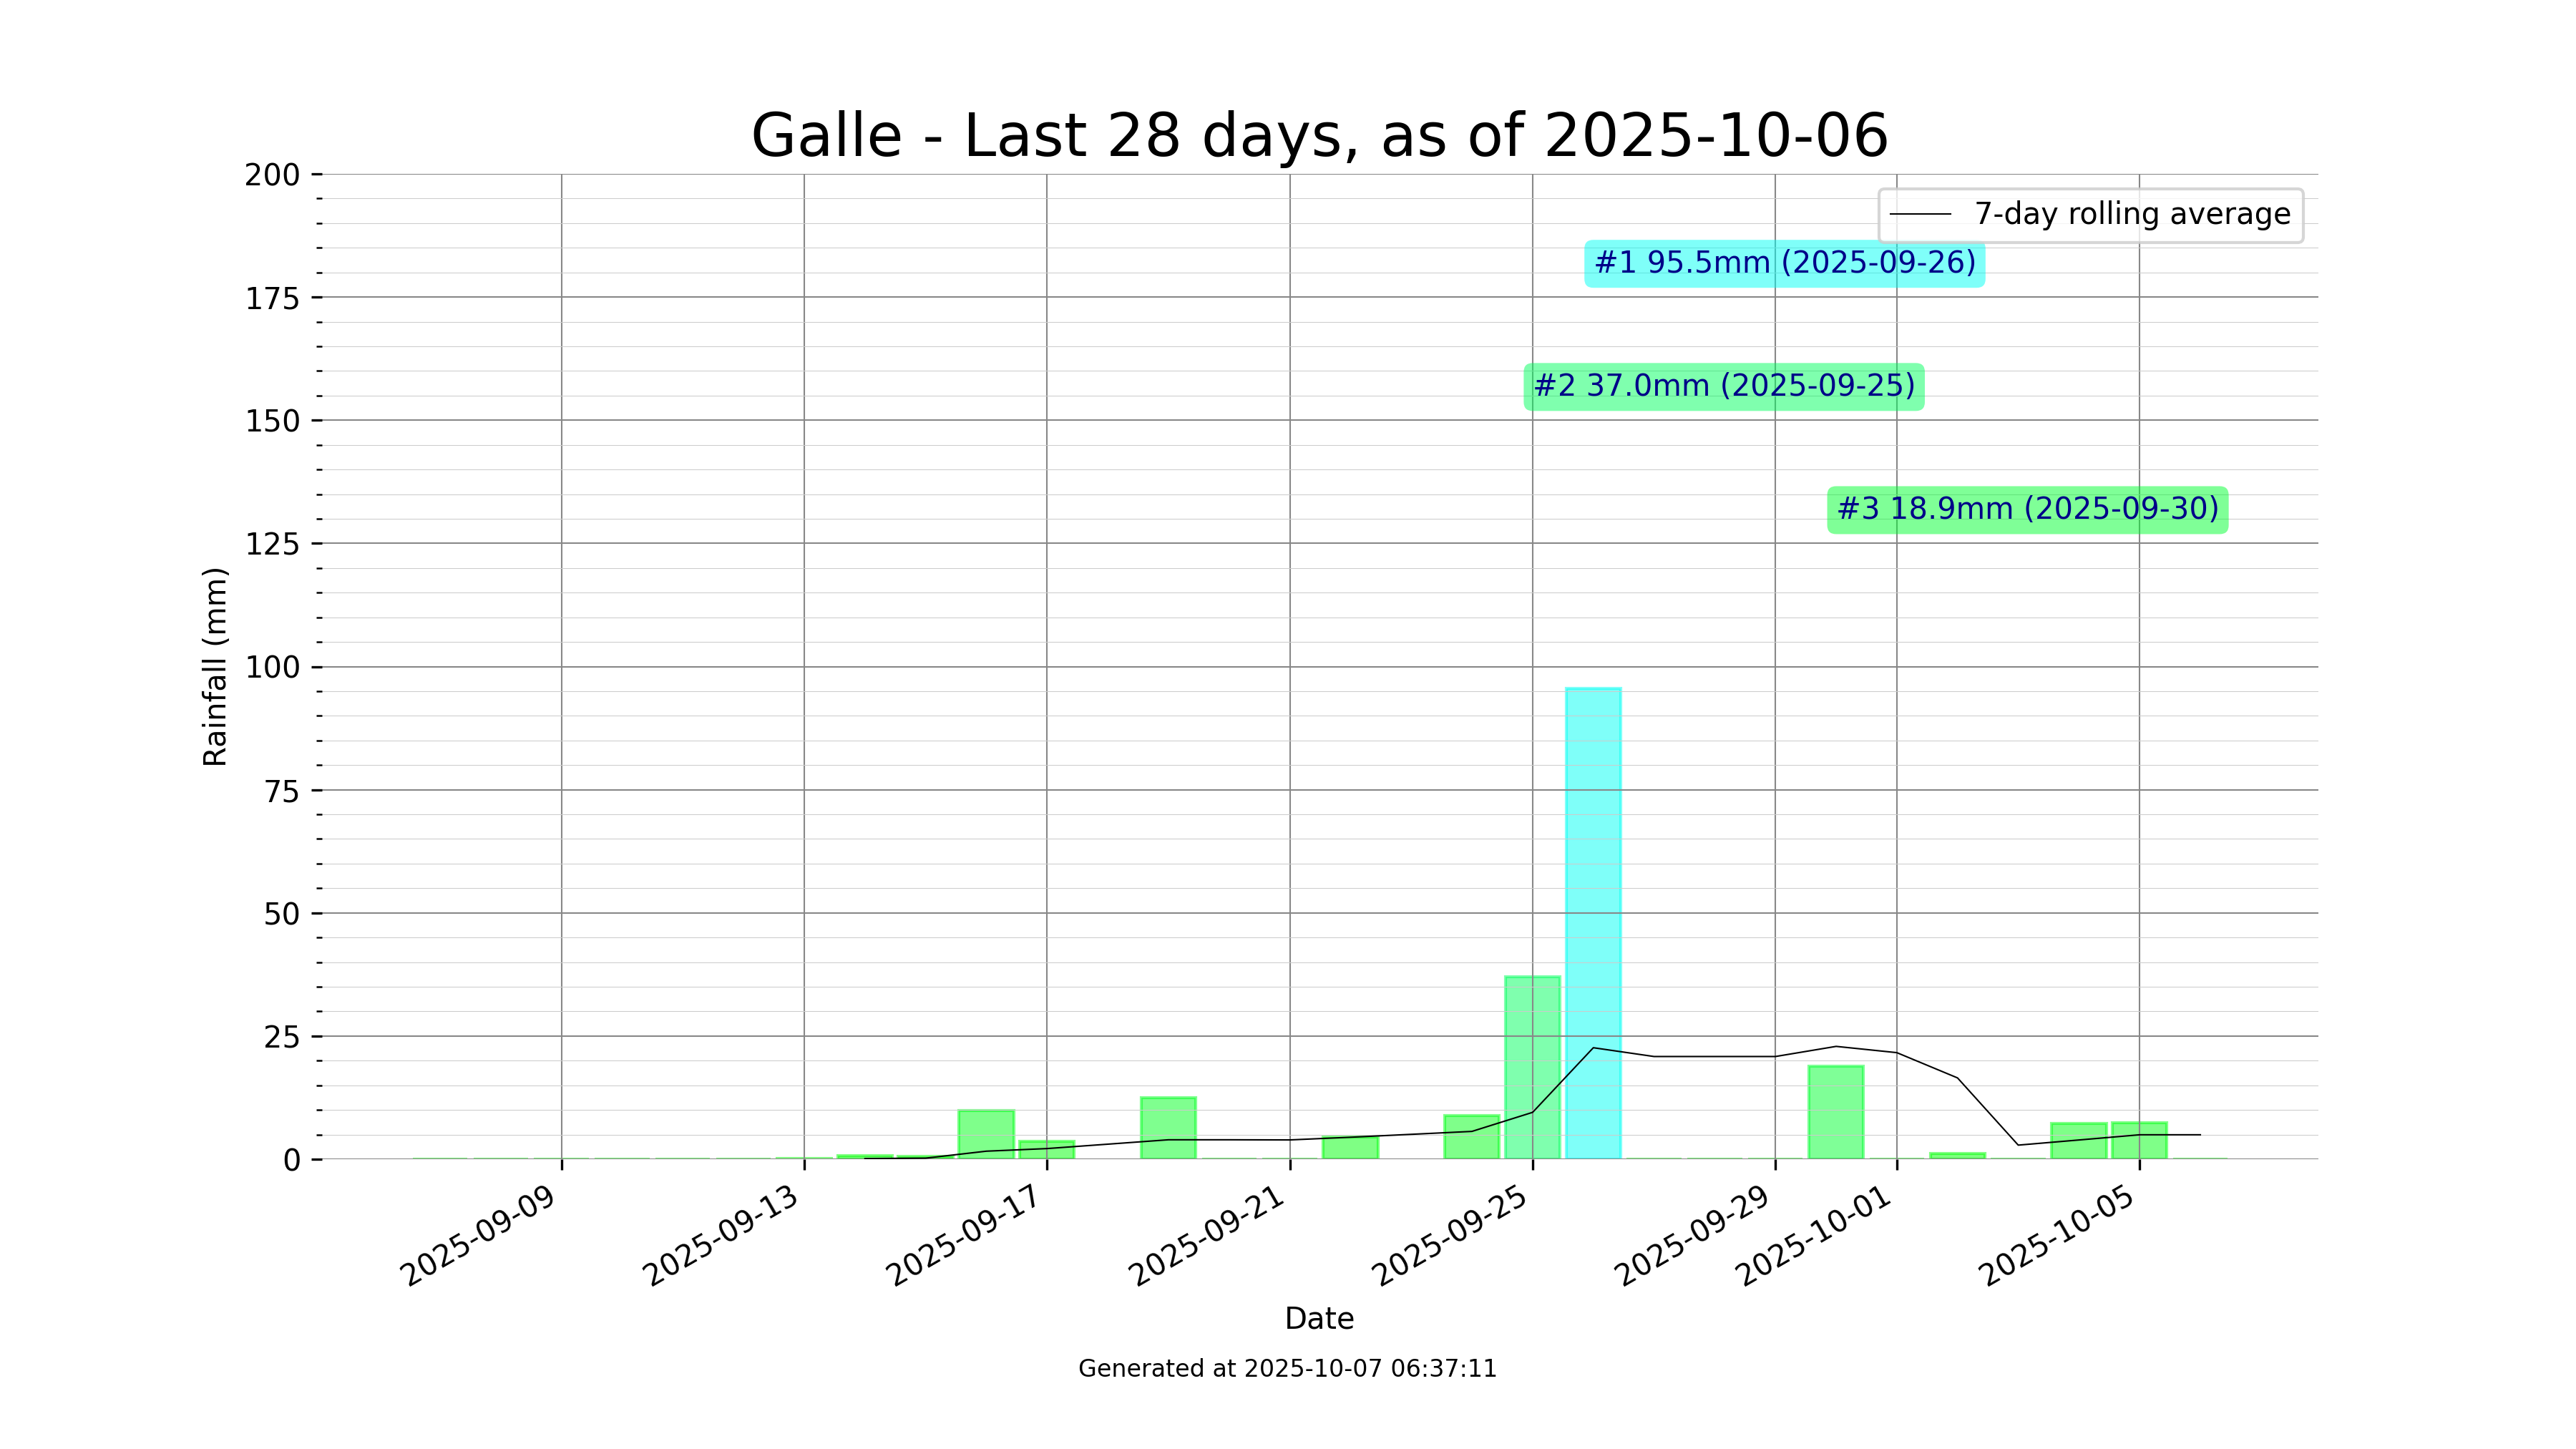 Galle - Last 28 days, as of 2025-10-06
200
175
150
125
100
75
50
25
0
Rainfall (mm)
7-day rolling average
#1 95.5mm (2025-09-26)
#2 37.0mm (2025-09-25)
#3 18.9mm (2025-09-30)
2025-09-09
2025-09-13
2025-09-17
2025-09-21
2025-09-25
2025-09-29
2025-10-01
2025-10-05
Date
Generated at 2025-10-07 06:37:11